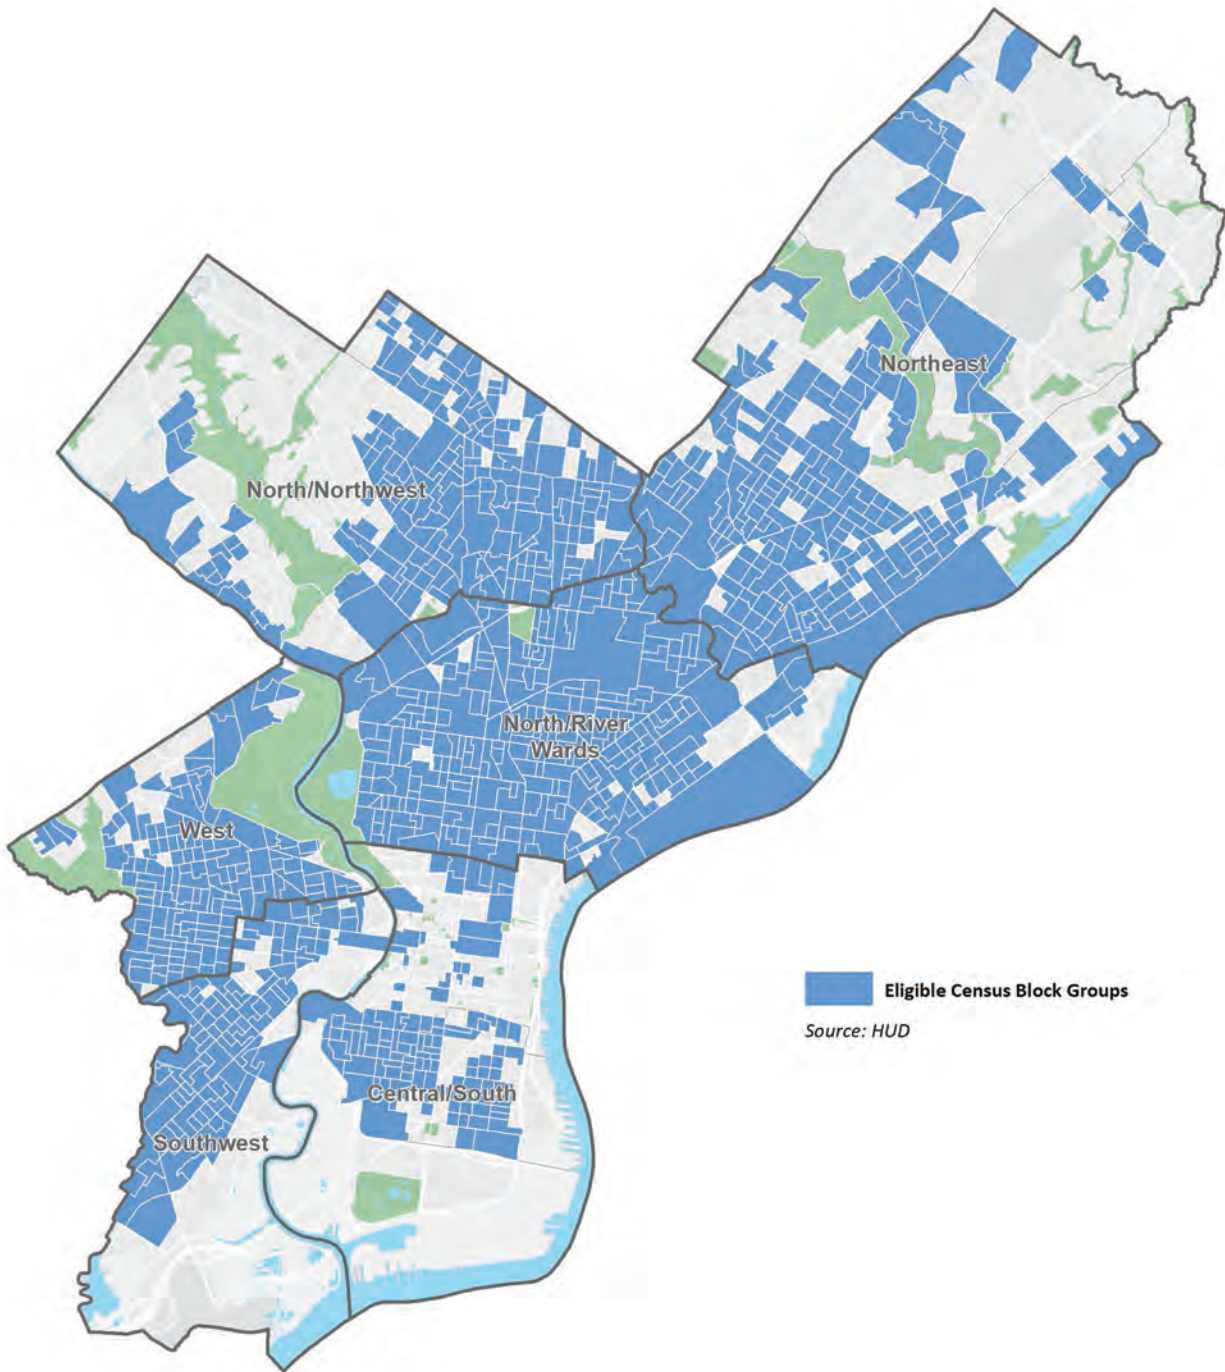 Northeast
North/Northwest
North/River
Wards
West
Eligible Census Block Groups
Source: HUD
Central/South
Southwest